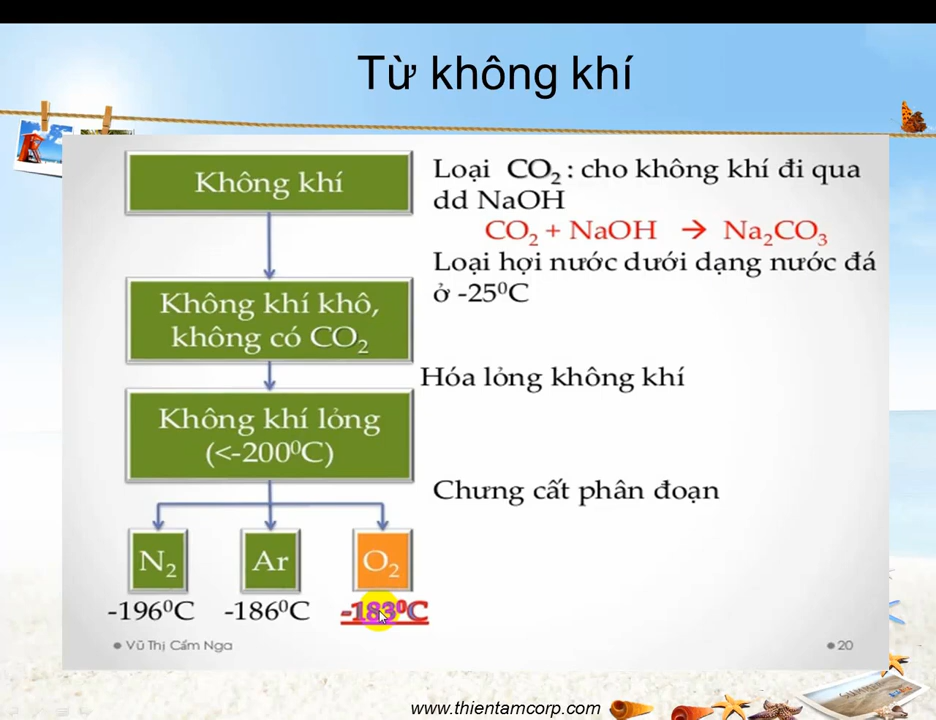 Từ không khí
Không khí
Loại CO₂ : cho không khí đi qua
dd NaOH
CO₂ + NaOH → Na₂CO₃
Loại hơi nước dưới dạng nước đá
ở -25⁰C
Không khí khô,
không có CO₂
Hóa lỏng không khí
Không khí lỏng
(<-200⁰C)
Chưng cất phân đoạn
N₂ Ar O₂
-196⁰C -186⁰C -183⁰C
● Vũ Thị Cẩm Nga
● 20
www.thientamcorp.com